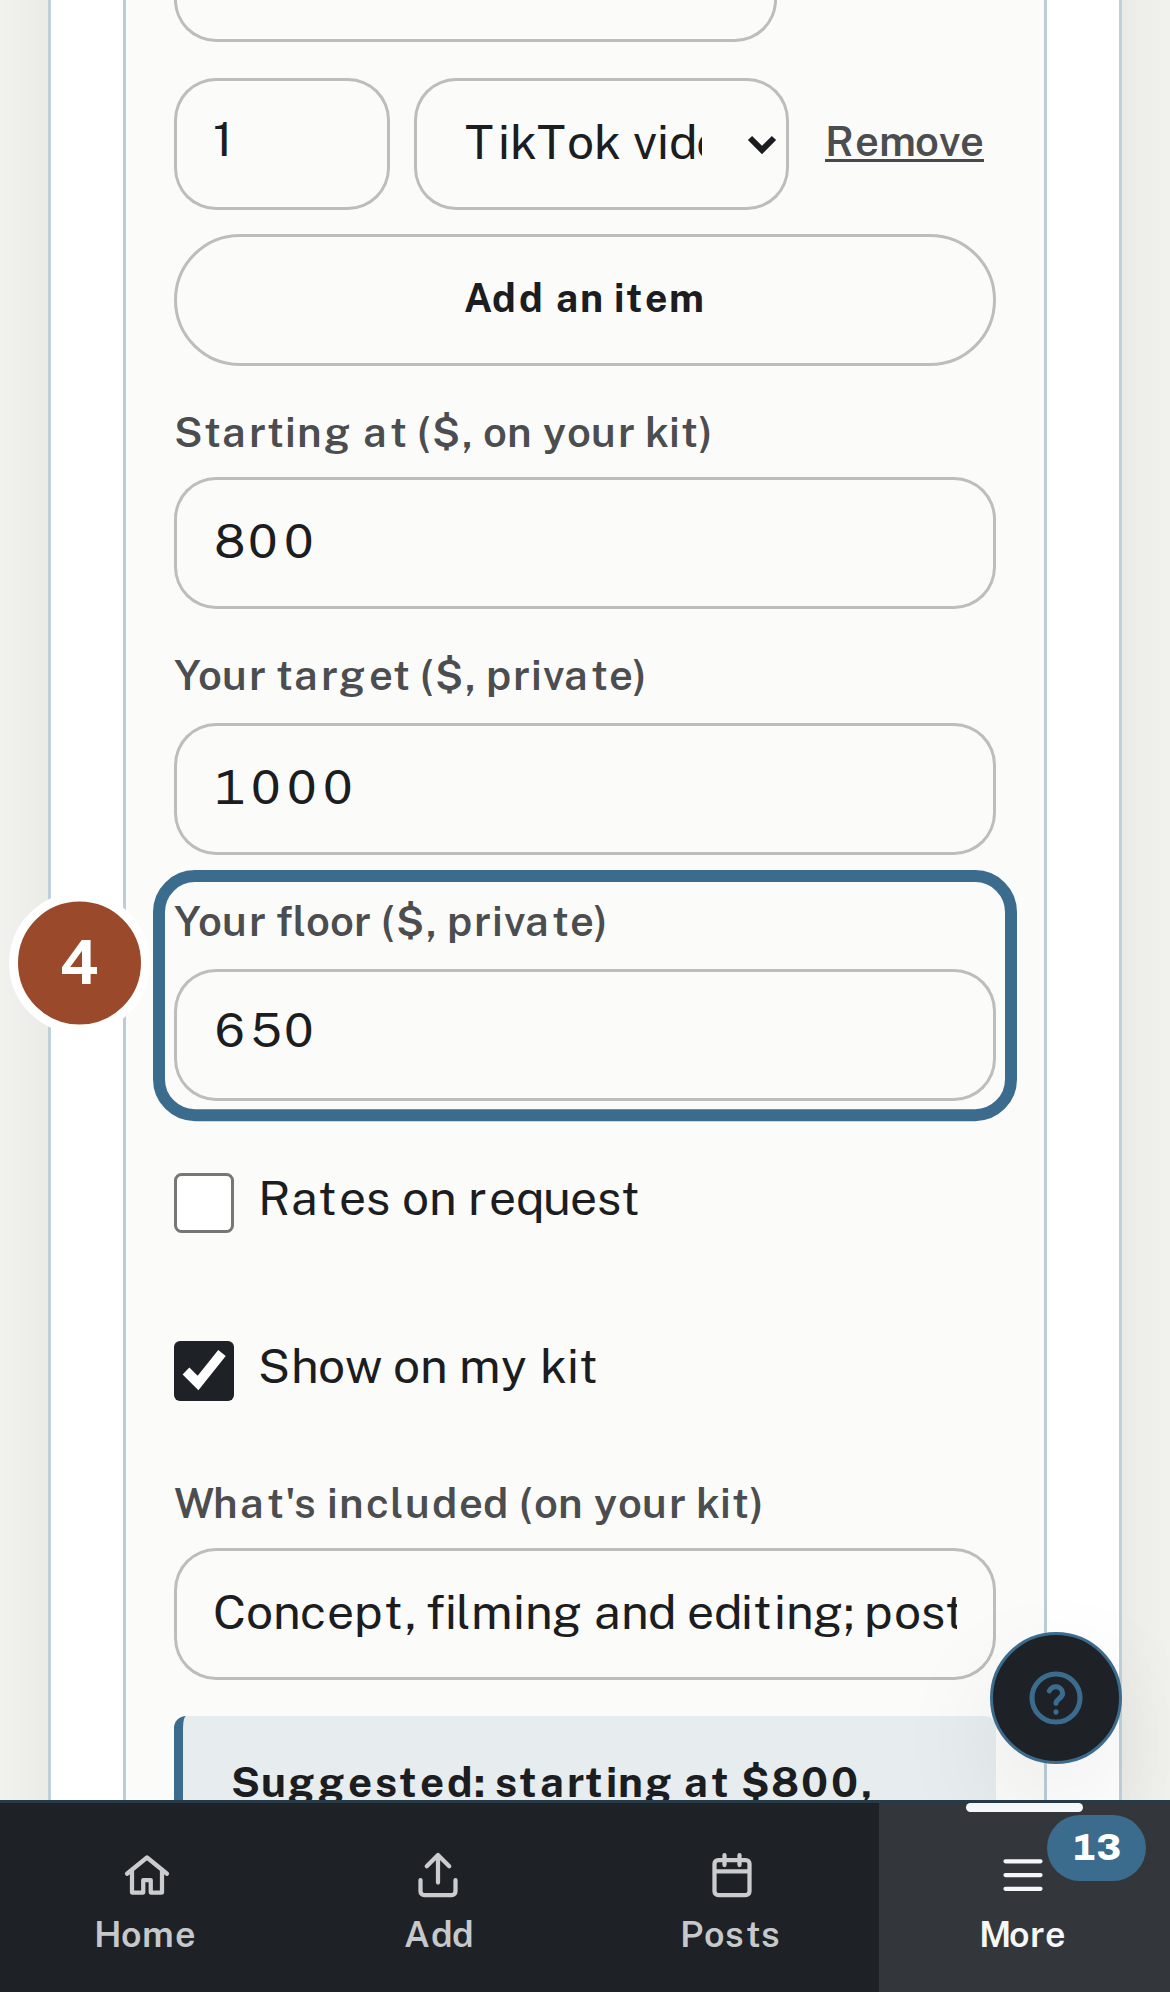 1
TikTok vid
Remove
Add an item
Starting at ($, on your kit)
800
Your target ($, private)
1000
4
Your floor ($, private)
650
Rates on request
Show on my kit
What's included (on your kit)
Concept, filming and editing; post
Suggested: starting at $800,
13
Home
Add
Posts
More